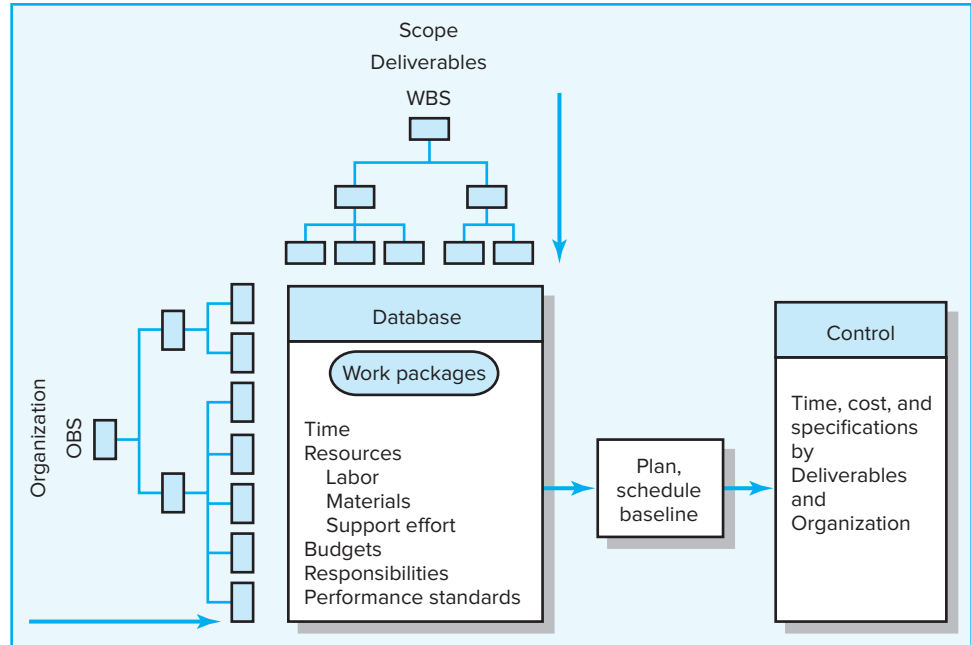 Scope
Deliverables
WBS
Organization
OBS
Database
Work packages
Time
Resources
Labor
Materials
Support effort
Budgets
Responsibilities
Performance standards
Plan,
schedule
baseline
Control
Time, cost, and
specifications
by
Deliverables
and
Organization